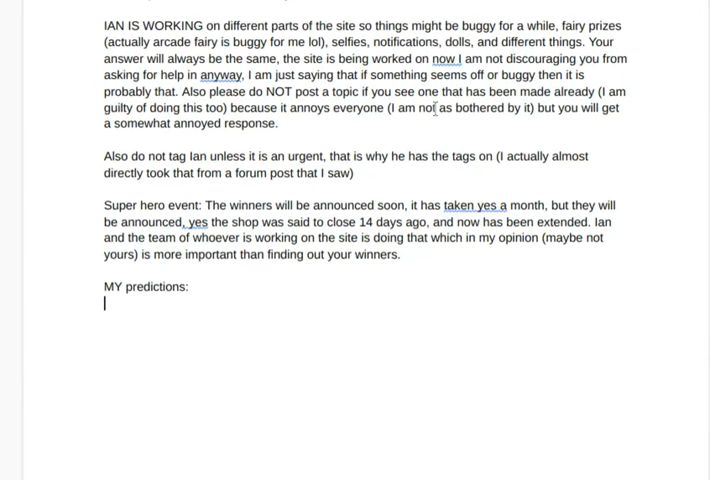 IAN IS WORKING on different parts of the site so things might be buggy for a while, fairy prizes
(actually arcade fairy is buggy for me lol), selfies, notifications, dolls, and different things. Your
answer will always be the same, the site is being worked on now I am not discouraging you from
asking for help in anyway, I am just saying that if something seems off or buggy then it is
probably that. Also please do NOT post a topic if you see one that has been made already (I am
guilty of doing this too) because it annoys everyone (I am not as bothered by it) but you will get
a somewhat annoyed response.
Also do not tag Ian unless it is an urgent, that is why he has the tags on (I actually almost
directly took that from a forum post that I saw)
Super hero event: The winners will be announced soon, it has taken yes a month, but they will
be announced, yes the shop was said to close 14 days ago, and now has been extended. Ian
and the team of whoever is working on the site is doing that which in my opinion (maybe not
yours) is more important than finding out your winners.
MY predictions: